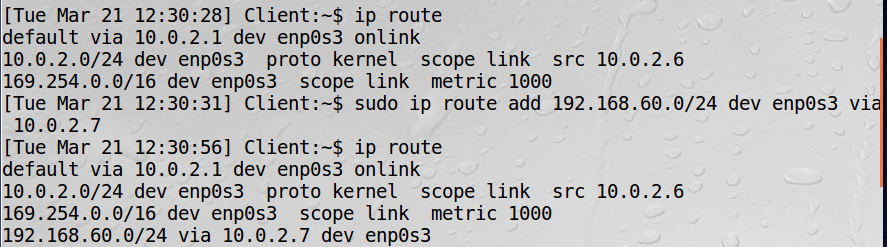 [Tue Mar 21 12:30:28] Client:~$ ip route
default via 10.0.2.1 dev enp0s3 onlink
10.0.2.0/24 dev enp0s3  proto kernel  scope link  src 10.0.2.6
169.254.0.0/16 dev enp0s3  scope link  metric 1000
[Tue Mar 21 12:30:31] Client:~$ sudo ip route add 192.168.60.0/24 dev enp0s3 via
 10.0.2.7
[Tue Mar 21 12:30:56] Client:~$ ip route
default via 10.0.2.1 dev enp0s3 onlink
10.0.2.0/24 dev enp0s3  proto kernel  scope link  src 10.0.2.6
169.254.0.0/16 dev enp0s3  scope link  metric 1000
192.168.60.0/24 via 10.0.2.7 dev enp0s3